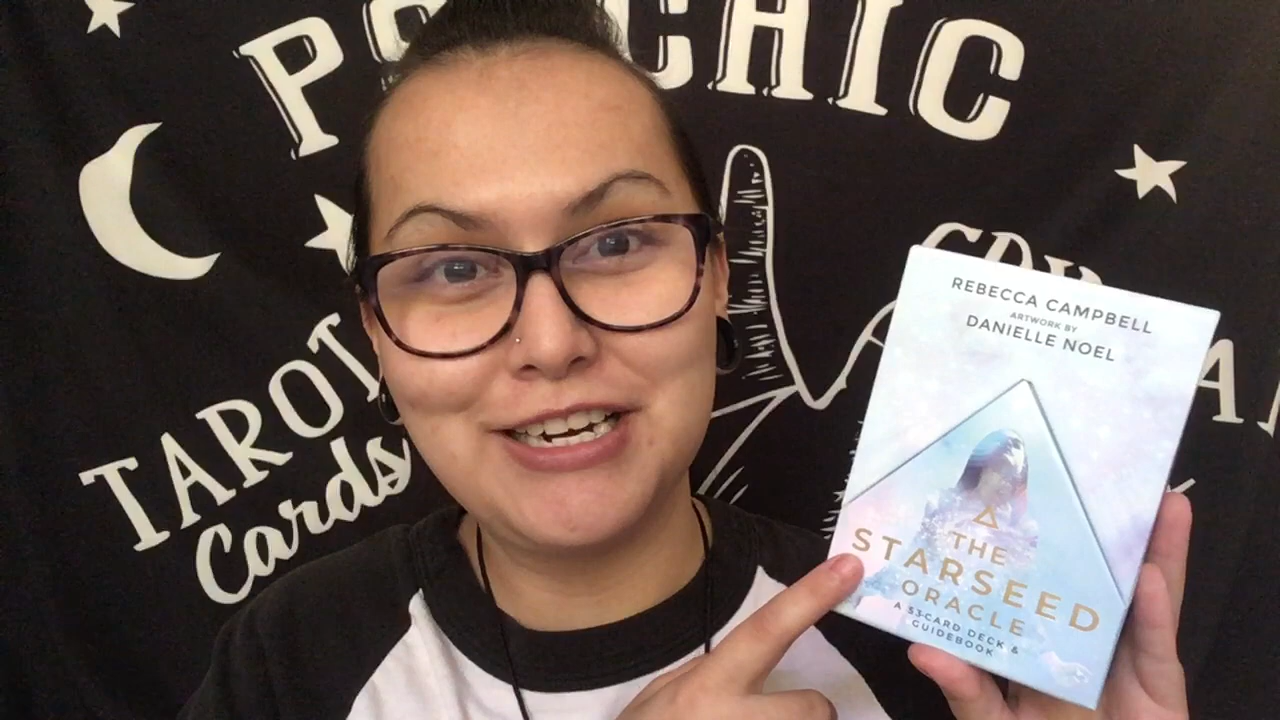 PSYCHIC
TAROT
Cards
REBECCA CAMPBELL
ARTWORK BY
DANIELLE NOEL
THE
STARSEED
ORACLE
A 53-CARD DECK &
GUIDEBOOK